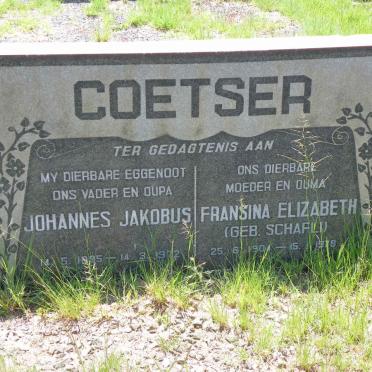 COETSER
TER GEDAGTENIS AAN
MY DIERBARE EGGENOOT
ONS VADER EN OUPA
JOHANNES JAKOBUS
ONS DIERBARE
MOEDER EN OUMA
FRANSINA ELIZABETH
(GEB. SCHAFLI)